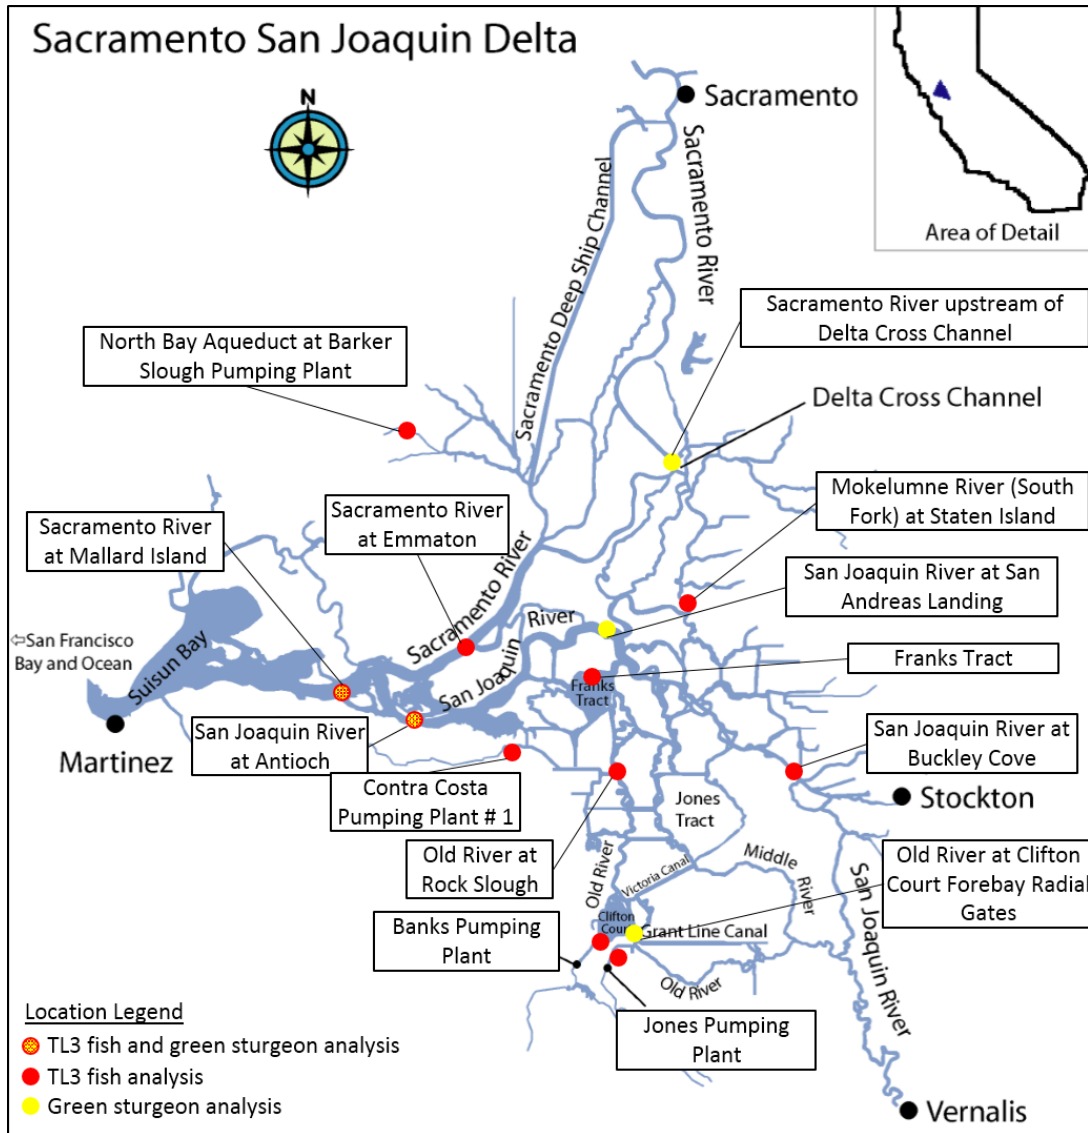 Sacramento San Joaquin Delta
N
Sacramento
Area of Detail
Sacramento River
Sacramento Deep Ship Channel
Sacramento River upstream of
Delta Cross Channel
North Bay Aqueduct at Barker
Slough Pumping Plant
Delta Cross Channel
Mokelumne River (South
Fork) at Staten Island
Sacramento River
at Emmaton
Sacramento River
at Mallard Island
San Joaquin River at San
Andreas Landing
Sacramento River
San Joaquin River
⇦San Francisco
Bay and Ocean
Suisun Bay
Franks Tract
Franks
Tract
San Joaquin River
at Antioch
San Joaquin River at
Buckley Cove
Martinez
Contra Costa
Pumping Plant # 1
Jones
Tract
Stockton
Old River at
Rock Slough
Old River
Victoria Canal
Middle River
Old River at Clifton
Court Forebay Radial
Gates
San Joaquin River
Clifton
Cour
Grant Line Canal
Banks Pumping
Plant
Old River
Jones Pumping
Plant
Location Legend
TL3 fish and green sturgeon analysis
TL3 fish analysis
Green sturgeon analysis
Vernalis